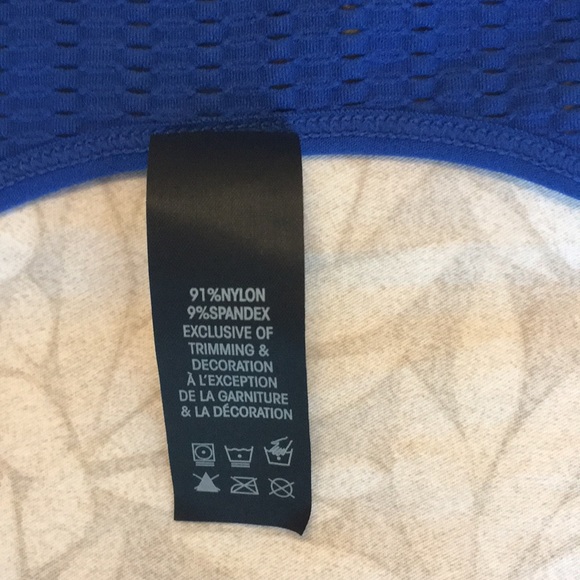 91%NYLON
9%SPANDEX
EXCLUSIVE OF
TRIMMING &
DECORATION
À L'EXCEPTION
DE LA GARNITURE
& LA DÉCORATION